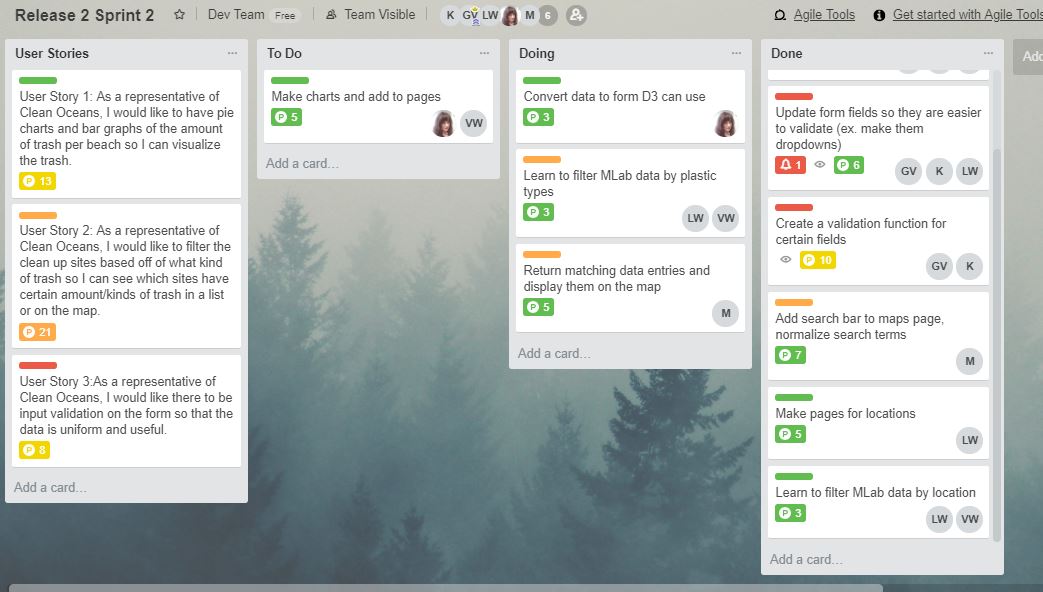 Release 2 Sprint 2
Dev Team Free
Team Visible
K GV LW M 6
Agile Tools
Get started with Agile Tools
User Stories
User Story 1: As a representative of
Clean Oceans, I would like to have pie
charts and bar graphs of the amount
of trash per beach so I can visualize
the trash.
P 13
User Story 2: As a representative of
Clean Oceans, I would like to filter the
clean up sites based off of what kind
of trash so I can see which sites have
certain amount/kinds of trash in a list
or on the map.
P 21
User Story 3:As a representative of
Clean Oceans, I would like there to be
input validation on the form so that the
data is uniform and useful.
P 8
Add a card...
To Do
Make charts and add to pages
P 5
VW
Add a card...
Doing
Convert data to form D3 can use
P 3
Learn to filter MLab data by plastic
types
P 3
LW VW
Return matching data entries and
display them on the map
P 5
M
Add a card...
Done
Update form fields so they are easier
to validate (ex. make them
dropdowns)
1 P 6
GV K LW
Create a validation function for
certain fields
P 10
GV K
Add search bar to maps page,
normalize search terms
P 7
M
Make pages for locations
P 5
LW
Learn to filter MLab data by location
P 3
LW VW
Add a card...
Add